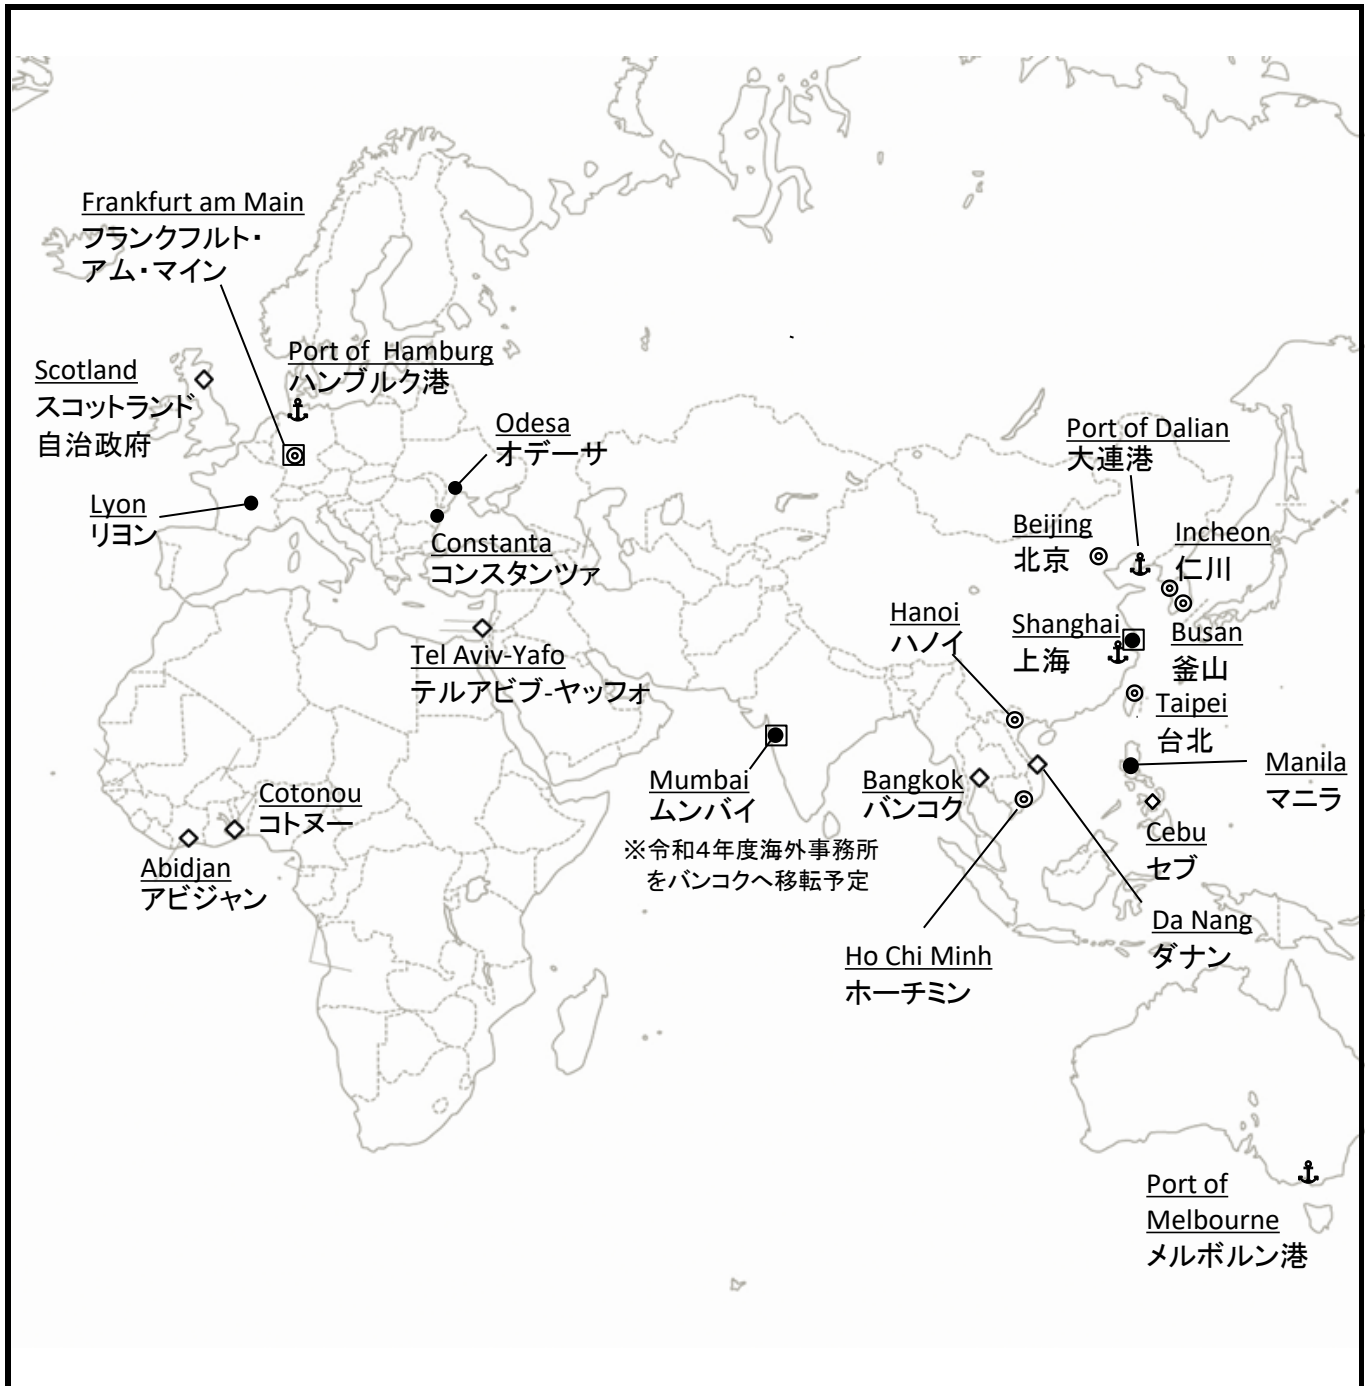 Frankfurt am Main
フランクフルト・
アム・マイン
Port of Hamburg
ハンブルク港
Scotland
スコットランド
自治政府
Odesa
オデーサ
Lyon
リヨン
Constanta
コンスタンツァ
Port of Dalian
大連港
Beijing
北京
Incheon
仁川
Hanoi
ハノイ
Shanghai
上海
Busan
釜山
Tel Aviv-Yafo
テルアビブ-ヤッフォ
Taipei
台北
Manila
マニラ
Mumbai
ムンバイ
※令和4年度海外事務所
をバンコクへ移転予定
Bangkok
バンコク
Cotonou
コトヌー
Cebu
セブ
Abidjan
アビジャン
Da Nang
ダナン
Ho Chi Minh
ホーチミン
Port of
Melbourne
メルボルン港